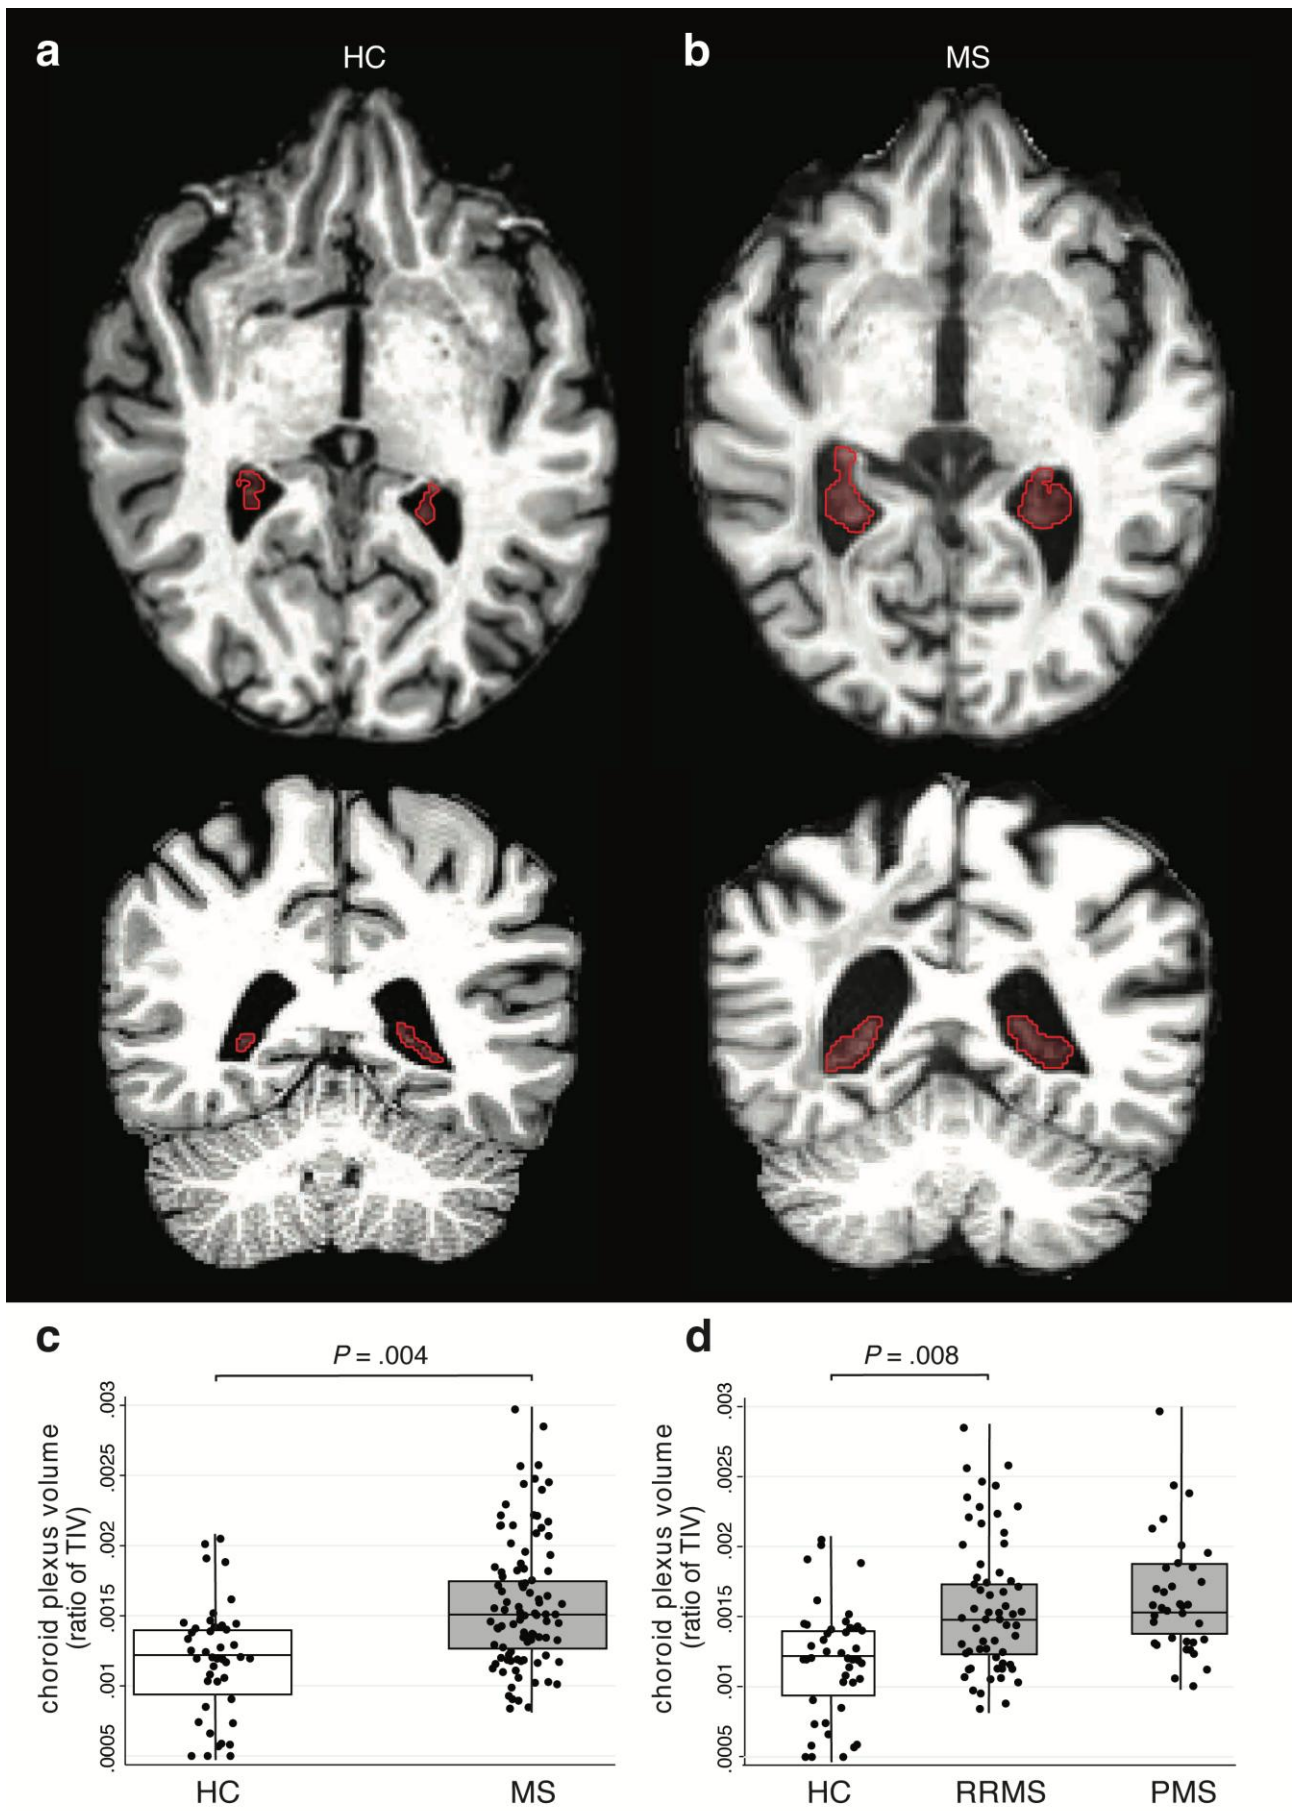 a
HC
b
MS
c
P = .004
choroid plexus volume
(ratio of TIV)
.003
.0025
.002
.0015
.001
.0005
HC
MS
d
P = .008
choroid plexus volume
(ratio of TIV)
.003
.0025
.002
.0015
.001
.0005
HC
RRMS
PMS